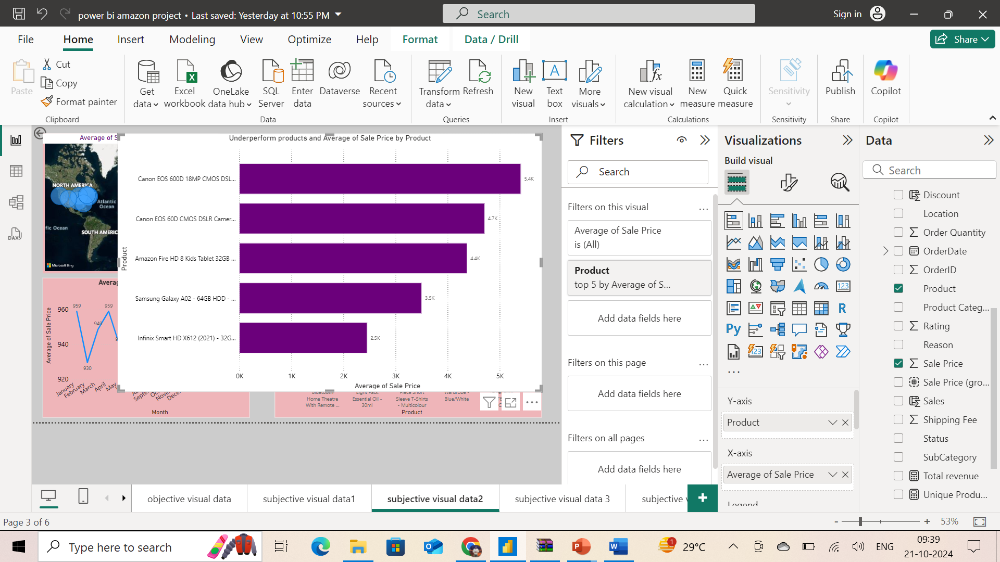 power bi amazon project • Last saved: Yesterday at 10:55 PM
Search
Sign in
File
Home
Insert
Modeling
View
Optimize
Help
Format
Data / Drill
Share
Paste
Cut
Copy
Format painter
Clipboard
Get data
Excel workbook
OneLake data hub
SQL Server
Enter data
Dataverse
Recent sources
Data
Transform data
Refresh
Queries
New visual
Text box
More visuals
Insert
New visual calculation
New measure
Quick measure
Calculations
Sensitivity
Sensitivity
Publish
Share
Copilot
Copilot
Average of S
NORTH AMERICA
Atlantic
Ocean
fic Ocean
SOUTH AMERIC
Microsoft Bing
Averag
Average of Sale Price
960
940
920
959
930
949
959
January
February
March
April
May
Month
Underperform products and Average of Sale Price by Product
Product
Canon EOS 600D 18MP CMOS DSL...
5.4K
Canon EOS 60D CMOS DSLR Camer...
4.7K
Amazon Fire HD 8 Kids Tablet 32GB ...
4.4K
Samsung Galaxy A02 - 64GB HDD - ...
3.5K
Infinix Smart HD X612 (2021) - 32G...
2.5K
0K 1K 2K 3K 4K 5K
Average of Sale Price
Bluetooth
Home Theatre
With Remote ...
Eight Pack
Essential Oil -
30ml
Piece Short
Sleeve T-Shirts
- Multicolour
Wardrobe -
Blue/White
Product
Filters
Search
Filters on this visual
...
Average of Sale Price
is (All)
Product
top 5 by Average of S...
Add data fields here
Filters on this page
...
Add data fields here
Filters on all pages
...
Add data fields here
Visualizations
Build visual
123
R
Py
123
...
Y-axis
Product
X-axis
Average of Sale Price
Legend
Data
Search
Discount
Location
Order Quantity
OrderDate
OrderID
Product
Product Categ...
Rating
Reason
Sale Price
Sale Price (gro...
Sales
Shipping Fee
Status
SubCategory
Total revenue
Unique Produ...
DAX
objective visual data
subjective visual data1
subjective visual data2
subjective visual data 3
subjective v
+
Page 3 of 6
- + 53%
Type here to search
1
29°C
ENG
09:39
21-10-2024